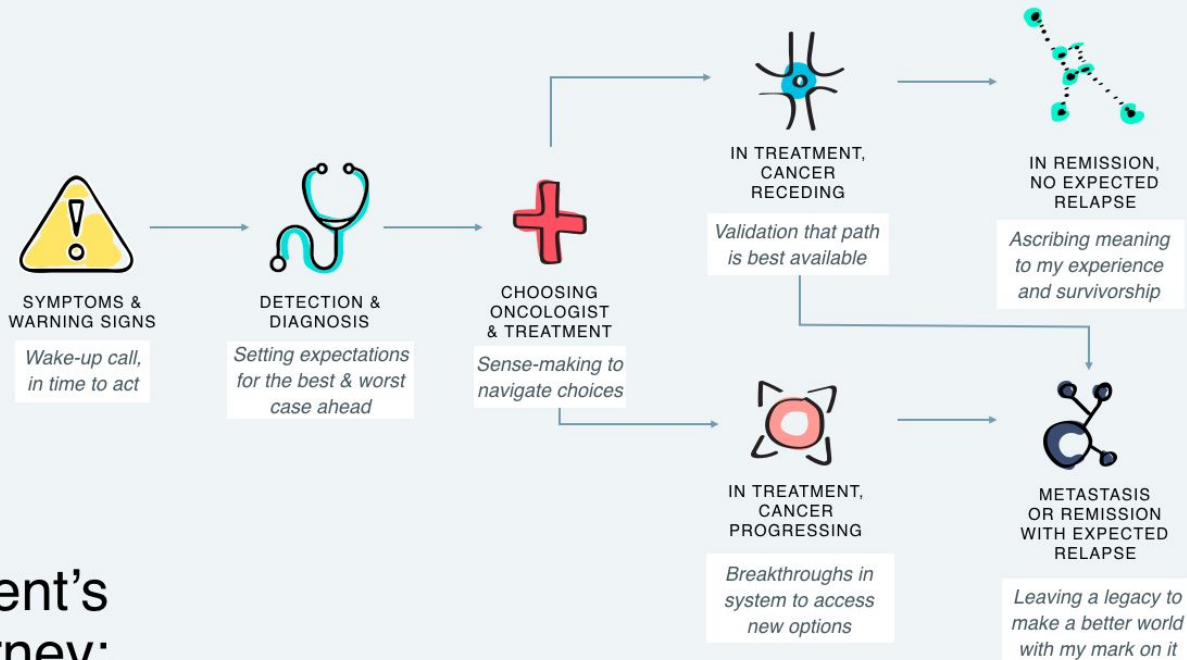 SYMPTOMS &
WARNING SIGNS
Wake-up call,
in time to act
DETECTION &
DIAGNOSIS
Setting expectations
for the best & worst
case ahead
CHOOSING
ONCOLOGIST
& TREATMENT
Sense-making to
navigate choices
IN TREATMENT,
CANCER
RECEDING
Validation that path
is best available
IN REMISSION,
NO EXPECTED
RELAPSE
Ascribing meaning
to my experience
and survivorship
IN TREATMENT,
CANCER
PROGRESSING
Breakthroughs in
system to access
new options
METASTASIS
OR REMISSION
WITH EXPECTED
RELAPSE
Leaving a legacy to
make a better world
with my mark on it
ent's
rney: